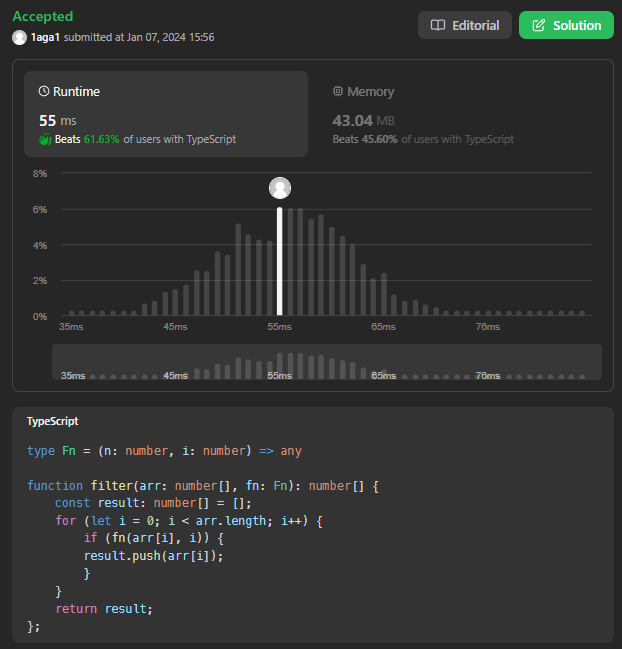 Accepted
1aga1 submitted at Jan 07, 2024 15:56
Editorial
Solution
Runtime
55 ms
Beats 61.63% of users with TypeScript
Memory
43.04 MB
Beats 45.60% of users with TypeScript
8%
6%
4%
2%
0%
35ms 45ms 55ms 65ms 76ms
35ms 45ms 55ms 65ms 76ms
TypeScript
type Fn = (n: number, i: number) => any
function filter(arr: number[], fn: Fn): number[] {
    const result: number[] = [];
    for (let i = 0; i < arr.length; i++) {
        if (fn(arr[i], i)) {
        result.push(arr[i]);
        }
    }
    return result;
};